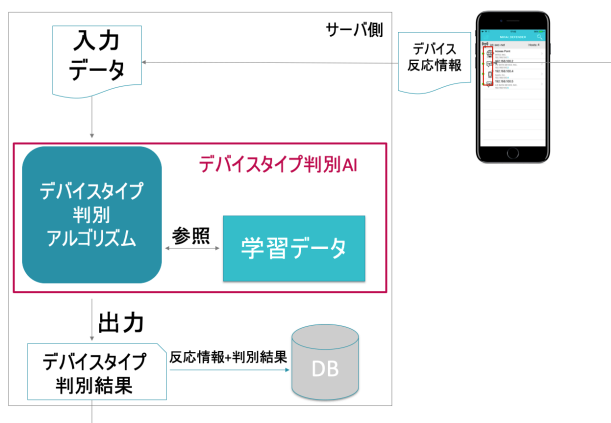 サーバ側
入力
データ
デバイス
反応情報
デバイスタイプ判別AI
デバイスタイプ
判別
アルゴリズム
参照
学習データ
出力
デバイスタイプ
判別結果
反応情報+判別結果
DB